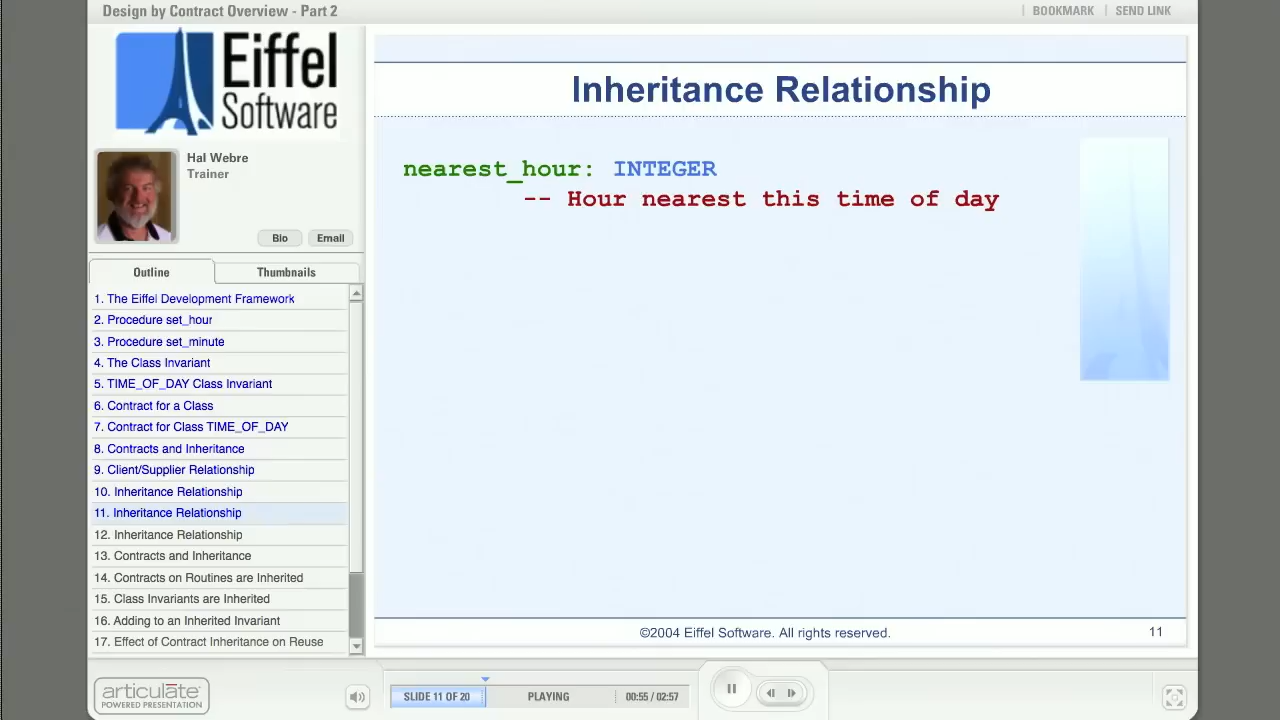 Design by Contract Overview - Part 2
BOOKMARK
SEND LINK
Eiffel
Software
Hal Webre
Trainer
Bio
Email
Outline
Thumbnails
1. The Eiffel Development Framework
2. Procedure set_hour
3. Procedure set_minute
4. The Class Invariant
5. TIME_OF_DAY Class Invariant
6. Contract for a Class
7. Contract for Class TIME_OF_DAY
8. Contracts and Inheritance
9. Client/Supplier Relationship
10. Inheritance Relationship
11. Inheritance Relationship
12. Inheritance Relationship
13. Contracts and Inheritance
14. Contracts on Routines are Inherited
15. Class Invariants are Inherited
16. Adding to an Inherited Invariant
17. Effect of Contract Inheritance on Reuse
Inheritance Relationship
nearest_hour: INTEGER
-- Hour nearest this time of day
©2004 Eiffel Software. All rights reserved.
11
articulate
POWERED PRESENTATION
SLIDE 11 OF 20
PLAYING
00:55 / 02:57